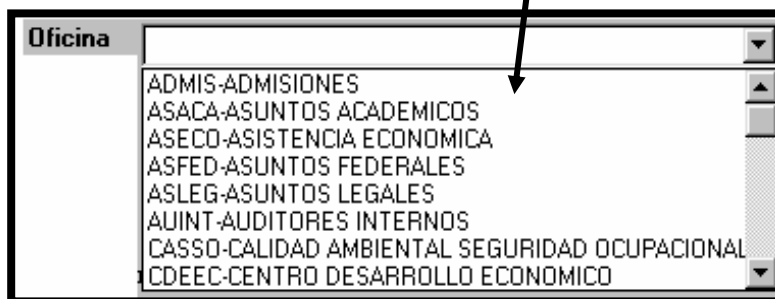 Oficina
ADMIS-ADMISIONES
ASACA-ASUNTOS ACADEMICOS
ASECO-ASISTENCIA ECONOMICA
ASFED-ASUNTOS FEDERALES
ASLEG-ASUNTOS LEGALES
AUINT-AUDITORES INTERNOS
CASSO-CALIDAD AMBIENTAL SEGURIDAD OCUPACIONAL
CDEEC-CENTRO DESARROLLO ECONOMICO